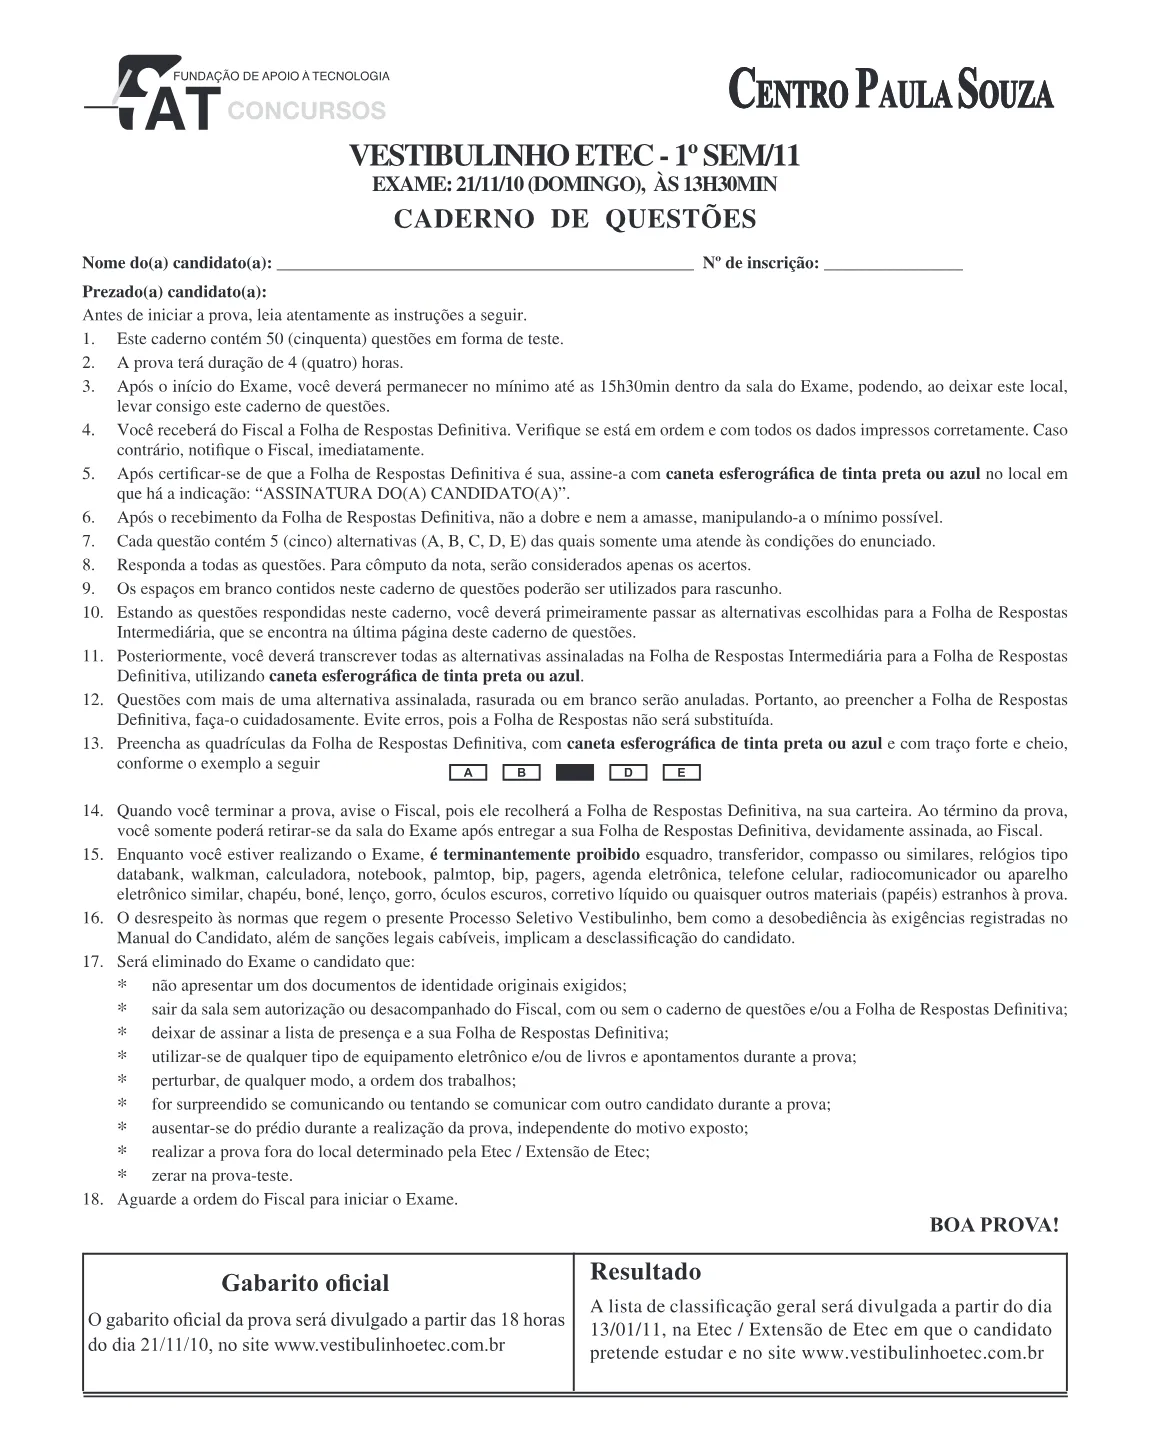 FUNDAÇÃO DE APOIO À TECNOLOGIA
FAT CONCURSOS
CENTRO PAULA SOUZA
VESTIBULINHO ETEC - 1º SEM/11
EXAME: 21/11/10 (DOMINGO), ÀS 13H30MIN
CADERNO DE QUESTÕES
Nome do(a) candidato(a): ________________________________________________ Nº de inscrição: ________________
Prezado(a) candidato(a):
Antes de iniciar a prova, leia atentamente as instruções a seguir.
1. Este caderno contém 50 (cinquenta) questões em forma de teste.
2. A prova terá duração de 4 (quatro) horas.
3. Após o início do Exame, você deverá permanecer no mínimo até as 15h30min dentro da sala do Exame, podendo, ao deixar este local,
levar consigo este caderno de questões.
4. Você receberá do Fiscal a Folha de Respostas Definitiva. Verifique se está em ordem e com todos os dados impressos corretamente. Caso
contrário, notifique o Fiscal, imediatamente.
5. Após certificar-se de que a Folha de Respostas Definitiva é sua, assine-a com caneta esferográfica de tinta preta ou azul no local em
que há a indicação: “ASSINATURA DO(A) CANDIDATO(A)”.
6. Após o recebimento da Folha de Respostas Definitiva, não a dobre e nem a amasse, manipulando-a o mínimo possível.
7. Cada questão contém 5 (cinco) alternativas (A, B, C, D, E) das quais somente uma atende às condições do enunciado.
8. Responda a todas as questões. Para cômputo da nota, serão considerados apenas os acertos.
9. Os espaços em branco contidos neste caderno de questões poderão ser utilizados para rascunho.
10. Estando as questões respondidas neste caderno, você deverá primeiramente passar as alternativas escolhidas para a Folha de Respostas
Intermediária, que se encontra na última página deste caderno de questões.
11. Posteriormente, você deverá transcrever todas as alternativas assinaladas na Folha de Respostas Intermediária para a Folha de Respostas
Definitiva, utilizando caneta esferográfica de tinta preta ou azul.
12. Questões com mais de uma alternativa assinalada, rasurada ou em branco serão anuladas. Portanto, ao preencher a Folha de Respostas
Definitiva, faça-o cuidadosamente. Evite erros, pois a Folha de Respostas não será substituída.
13. Preencha as quadrículas da Folha de Respostas Definitiva, com caneta esferográfica de tinta preta ou azul e com traço forte e cheio,
conforme o exemplo a seguir
A B D E
14. Quando você terminar a prova, avise o Fiscal, pois ele recolherá a Folha de Respostas Definitiva, na sua carteira. Ao término da prova,
você somente poderá retirar-se da sala do Exame após entregar a sua Folha de Respostas Definitiva, devidamente assinada, ao Fiscal.
15. Enquanto você estiver realizando o Exame, é terminantemente proibido esquadro, transferidor, compasso ou similares, relógios tipo
databank, walkman, calculadora, notebook, palmtop, bip, pagers, agenda eletrônica, telefone celular, radiocomunicador ou aparelho
eletrônico similar, chapéu, boné, lenço, gorro, óculos escuros, corretivo líquido ou quaisquer outros materiais (papéis) estranhos à prova.
16. O desrespeito às normas que regem o presente Processo Seletivo Vestibulinho, bem como a desobediência às exigências registradas no
Manual do Candidato, além de sanções legais cabíveis, implicam a desclassificação do candidato.
17. Será eliminado do Exame o candidato que:
* não apresentar um dos documentos de identidade originais exigidos;
* sair da sala sem autorização ou desacompanhado do Fiscal, com ou sem o caderno de questões e/ou a Folha de Respostas Definitiva;
* deixar de assinar a lista de presença e a sua Folha de Respostas Definitiva;
* utilizar-se de qualquer tipo de equipamento eletrônico e/ou de livros e apontamentos durante a prova;
* perturbar, de qualquer modo, a ordem dos trabalhos;
* for surpreendido se comunicando ou tentando se comunicar com outro candidato durante a prova;
* ausentar-se do prédio durante a realização da prova, independente do motivo exposto;
* realizar a prova fora do local determinado pela Etec / Extensão de Etec;
* zerar na prova-teste.
18. Aguarde a ordem do Fiscal para iniciar o Exame.
BOA PROVA!
Gabarito oficial
O gabarito oficial da prova será divulgado a partir das 18 horas
do dia 21/11/10, no site www.vestibulinhoetec.com.br
Resultado
A lista de classificação geral será divulgada a partir do dia
13/01/11, na Etec / Extensão de Etec em que o candidato
pretende estudar e no site www.vestibulinhoetec.com.br